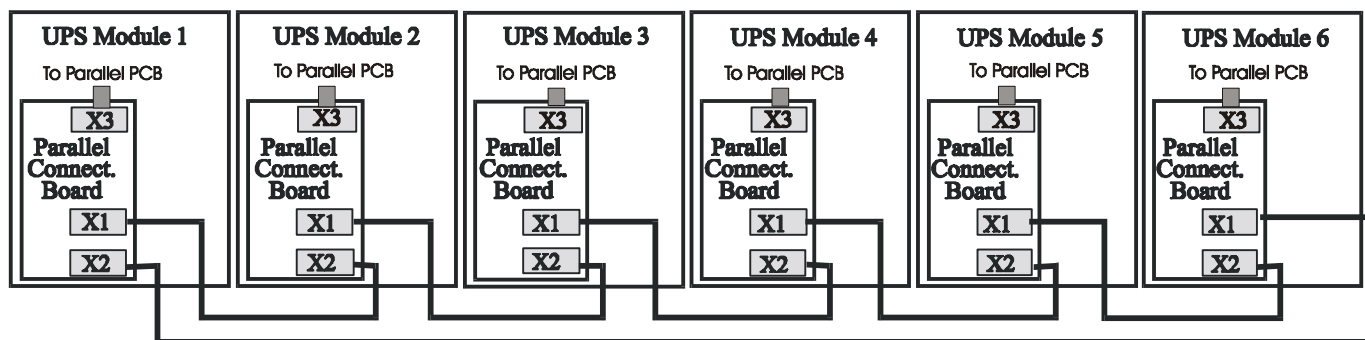 UPS Module 1
To Parallel PCB
X3
Parallel
Connect.
Board
X1
X2
UPS Module 2
To Parallel PCB
X3
Parallel
Connect.
Board
X1
X2
UPS Module 3
To Parallel PCB
X3
Parallel
Connect.
Board
X1
X2
UPS Module 4
To Parallel PCB
X3
Parallel
Connect.
Board
X1
X2
UPS Module 5
To Parallel PCB
X3
Parallel
Connect.
Board
X1
X2
UPS Module 6
To Parallel PCB
X3
Parallel
Connect.
Board
X1
X2